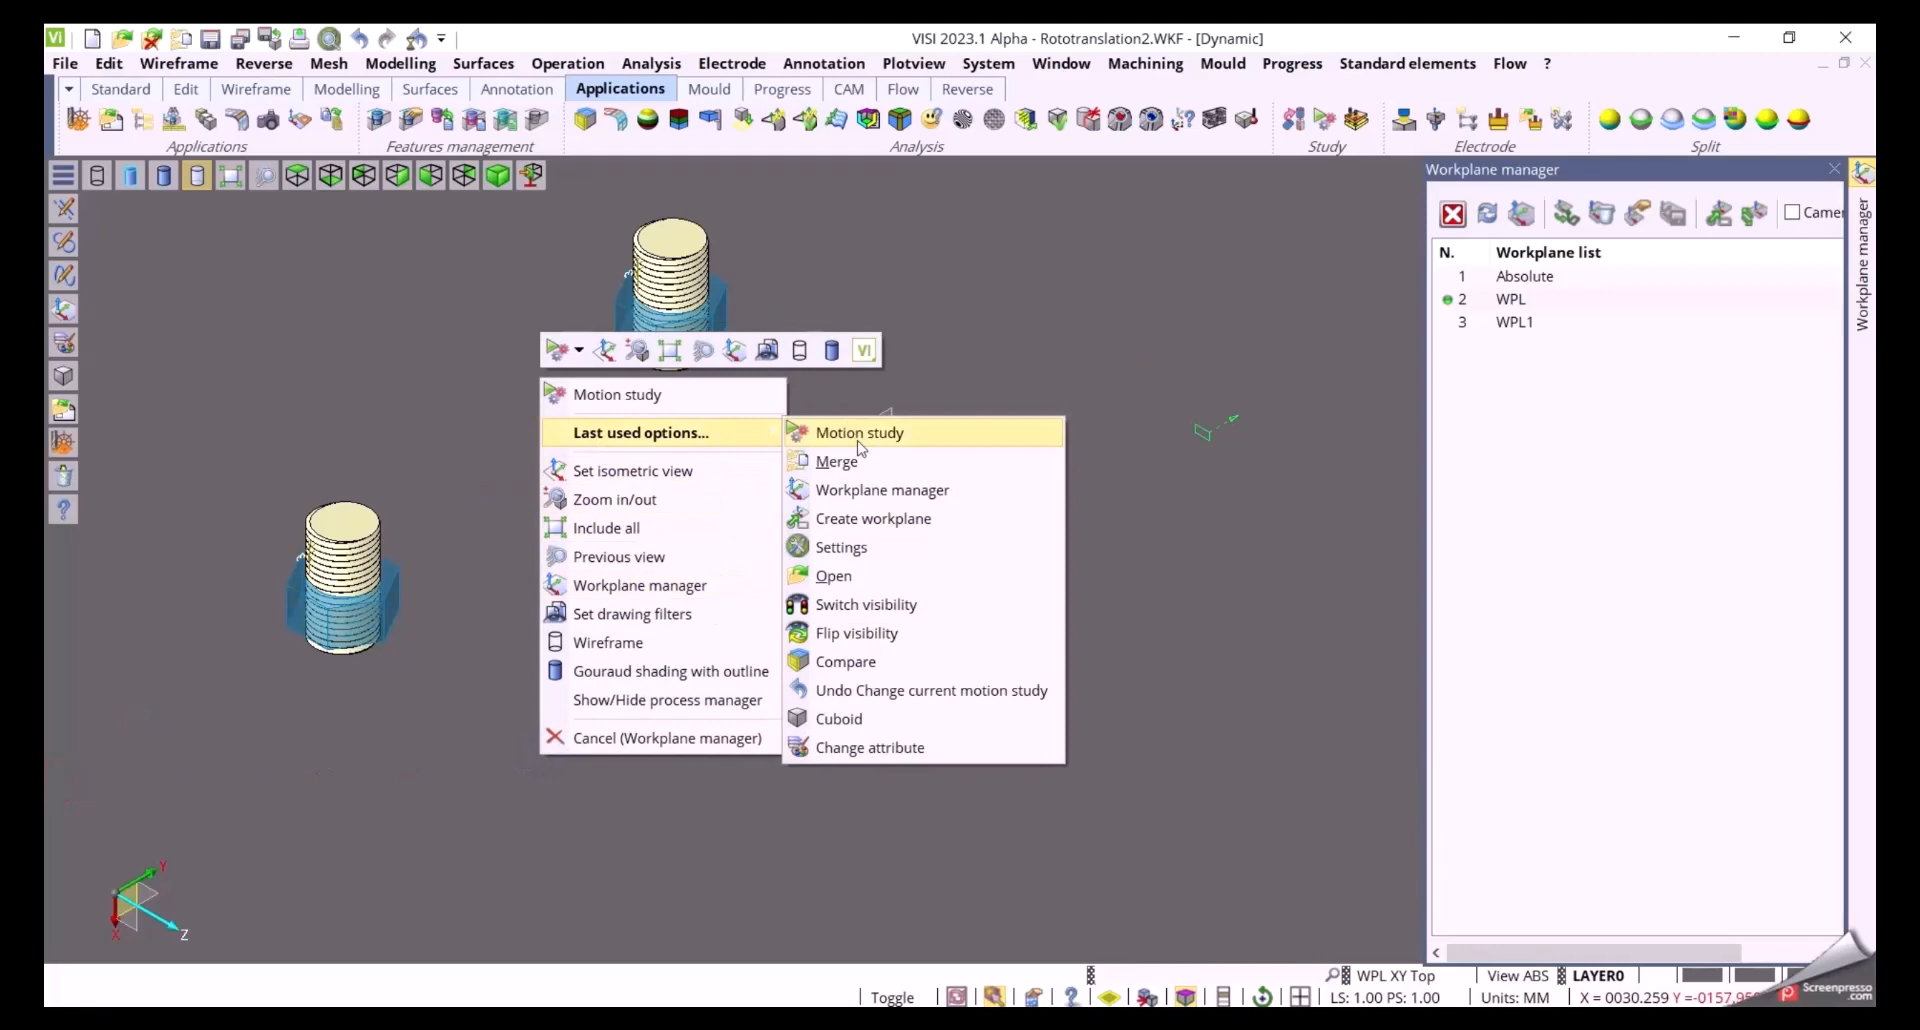 Vi
VISI 2023.1 Alpha - Rototranslation2.WKF - [Dynamic]
File Edit Wireframe Reverse Mesh Modelling Surfaces Operation Analysis Electrode Annotation Plotview System Window Machining Mould Progress Standard elements Flow ?
Standard Edit Wireframe Modelling Surfaces Annotation Applications Mould Progress CAM Flow Reverse
Applications Features management Analysis Study Electrode Split
Workplane manager
Camer
N. Workplane list
1 Absolute
2 WPL
3 WPL1
Workplane manager
VI
Motion study
Last used options...
Set isometric view
Zoom in/out
Include all
Previous view
Workplane manager
Set drawing filters
Wireframe
Gouraud shading with outline
Show/Hide process manager
Cancel (Workplane manager)
Motion study
Merge
Workplane manager
Create workplane
Settings
Open
Switch visibility
Flip visibility
Compare
Undo Change current motion study
Cuboid
Change attribute
Y
X
Z
WPL XY Top View ABS LAYER0
Toggle LS: 1.00 PS: 1.00 Units: MM X = 0030.259
Screenpresso
.com